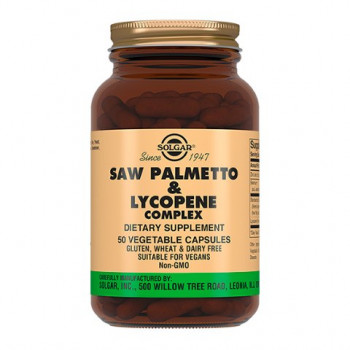 SOLGAR®
Since 1947
SAW PALMETTO
&
LYCOPENE
COMPLEX
DIETARY SUPPLEMENT
50 VEGETABLE CAPSULES
GLUTEN, WHEAT & DAIRY FREE
SUITABLE FOR VEGANS
Non-GMO
CAREFULLY MANUFACTURED BY:
SOLGAR, INC., 500 WILLOW TREE ROAD, LEONIA, NJ